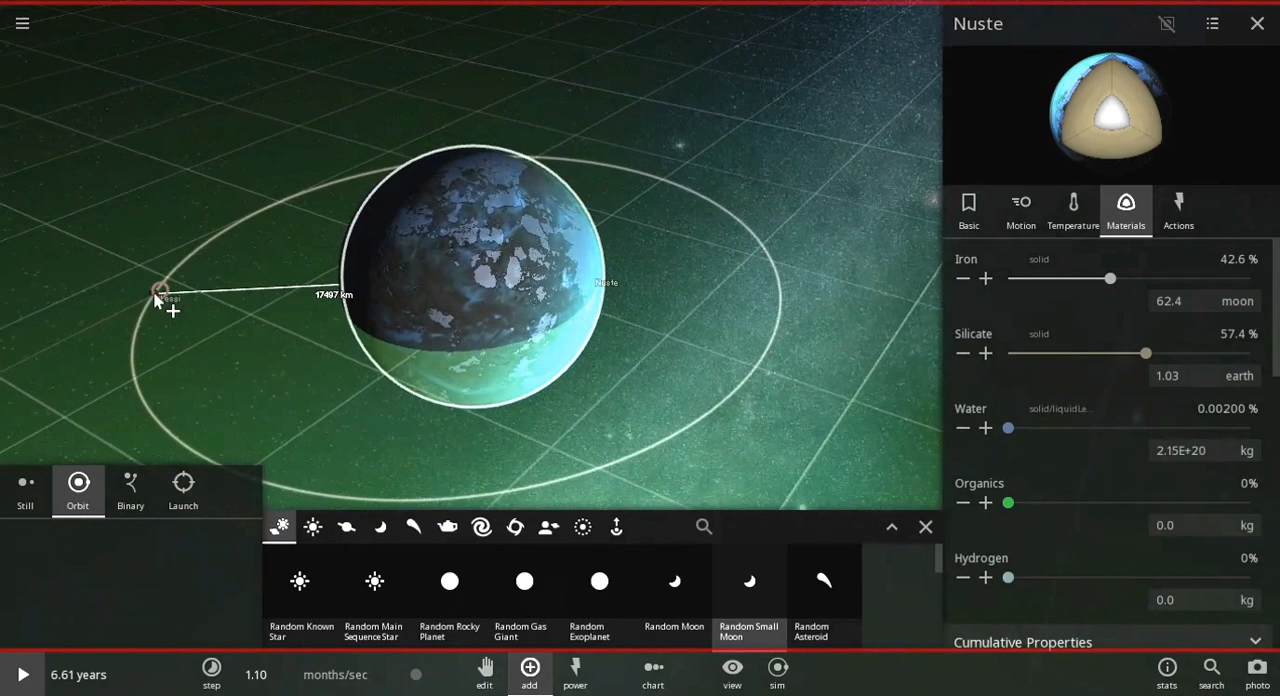 Nuste
Basic
Motion
Temperature
Materials
Actions
Iron solid 42.6 %
62.4 moon
Silicate solid 57.4 %
1.03 earth
Water solid/liquidLe... 0.00200 %
2.15E+20 kg
Organics 0%
0.0 kg
Hydrogen 0%
0.0 kg
Cumulative Properties
Nuste
17497 km
Still
Orbit
Binary
Launch
Random Known
Star
Random Main
Sequence Star
Random Rocky
Planet
Random Gas
Giant
Random
Exoplanet
Random Moon
Random Small
Moon
Random
Asteroid
6.61 years
step
1.10 months/sec
edit
add
power
chart
view
sim
stats
search
photo